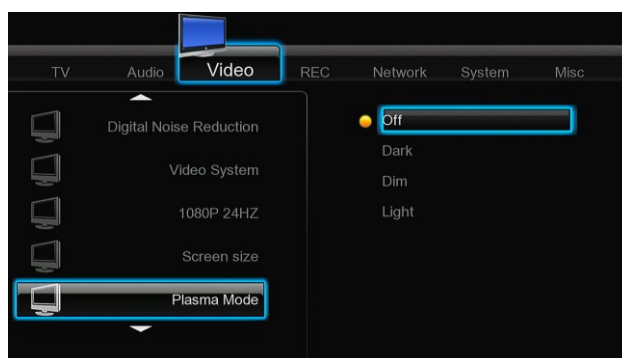 TV Audio Video REC Network System Misc
Digital Noise Reduction
Video System
1080P 24HZ
Screen size
Plasma Mode
Off
Dark
Dim
Light